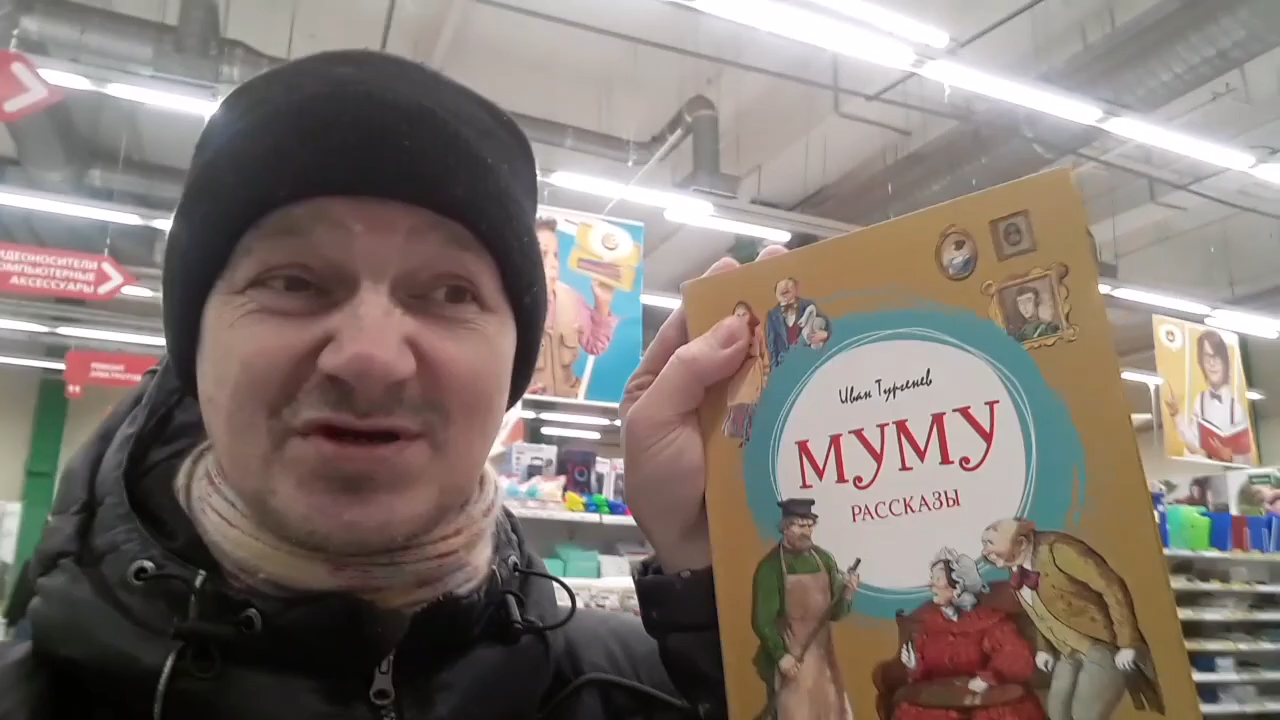 ВИДЕОНОСИТЕЛИ
КОМПЬЮТЕРНЫЕ
АКСЕССУАРЫ
Иван Тургенев
МУМУ
РАССКАЗЫ